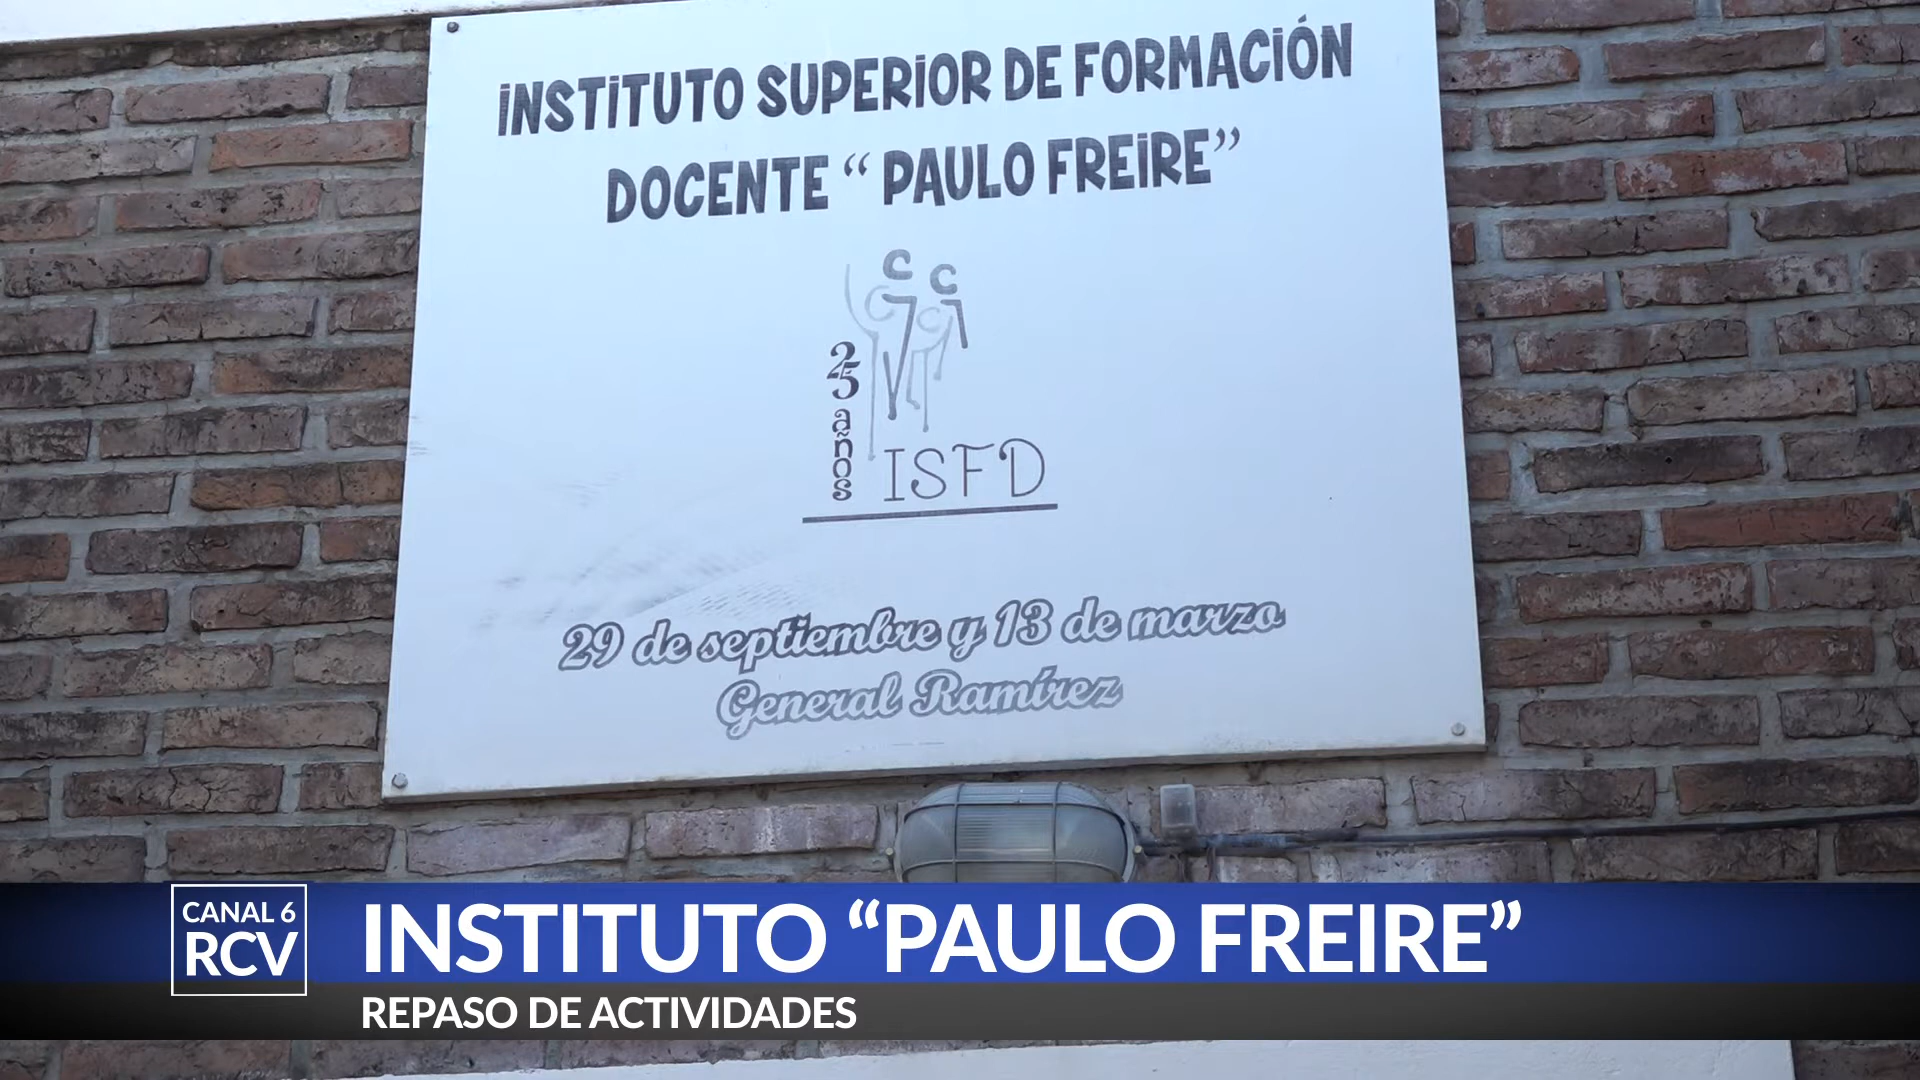 iNSTiTUTO SUPERiOR DE FORMACiÓN
DOCENTE “ PAULO FREiRE”
25 años
ISFD
29 de septiembre y 13 de marzo
General Ramírez
CANAL 6
RCV
INSTITUTO “PAULO FREIRE”
REPASO DE ACTIVIDADES